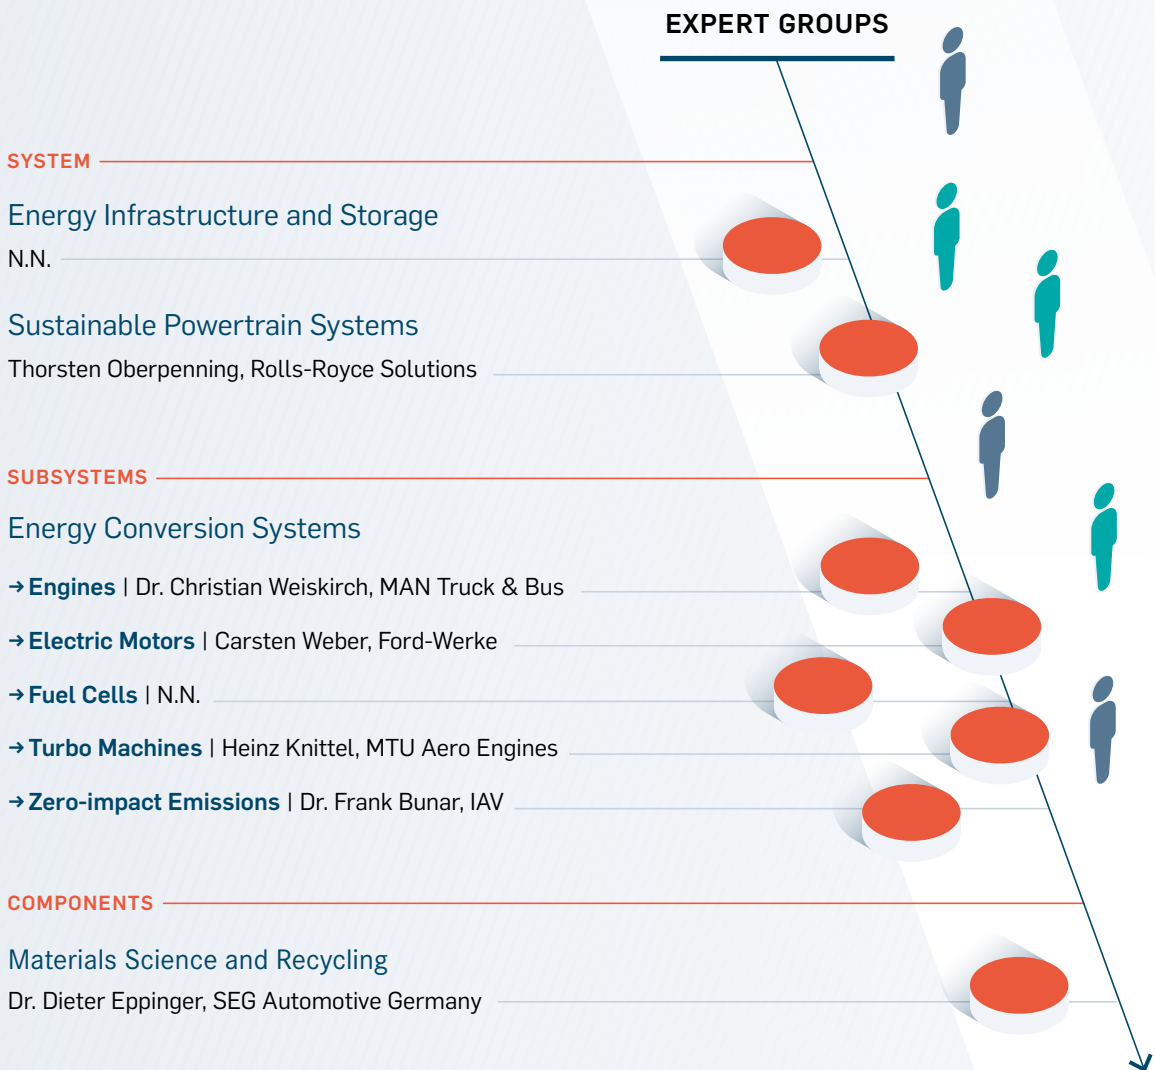 EXPERT GROUPS
SYSTEM
Energy Infrastructure and Storage
N.N.
Sustainable Powertrain Systems
Thorsten Oberpenning, Rolls-Royce Solutions
SUBSYSTEMS
Energy Conversion Systems
→ Engines | Dr. Christian Weiskirch, MAN Truck & Bus
→ Electric Motors | Carsten Weber, Ford-Werke
→ Fuel Cells | N.N.
→ Turbo Machines | Heinz Knittel, MTU Aero Engines
→ Zero-impact Emissions | Dr. Frank Bunar, IAV
COMPONENTS
Materials Science and Recycling
Dr. Dieter Eppinger, SEG Automotive Germany